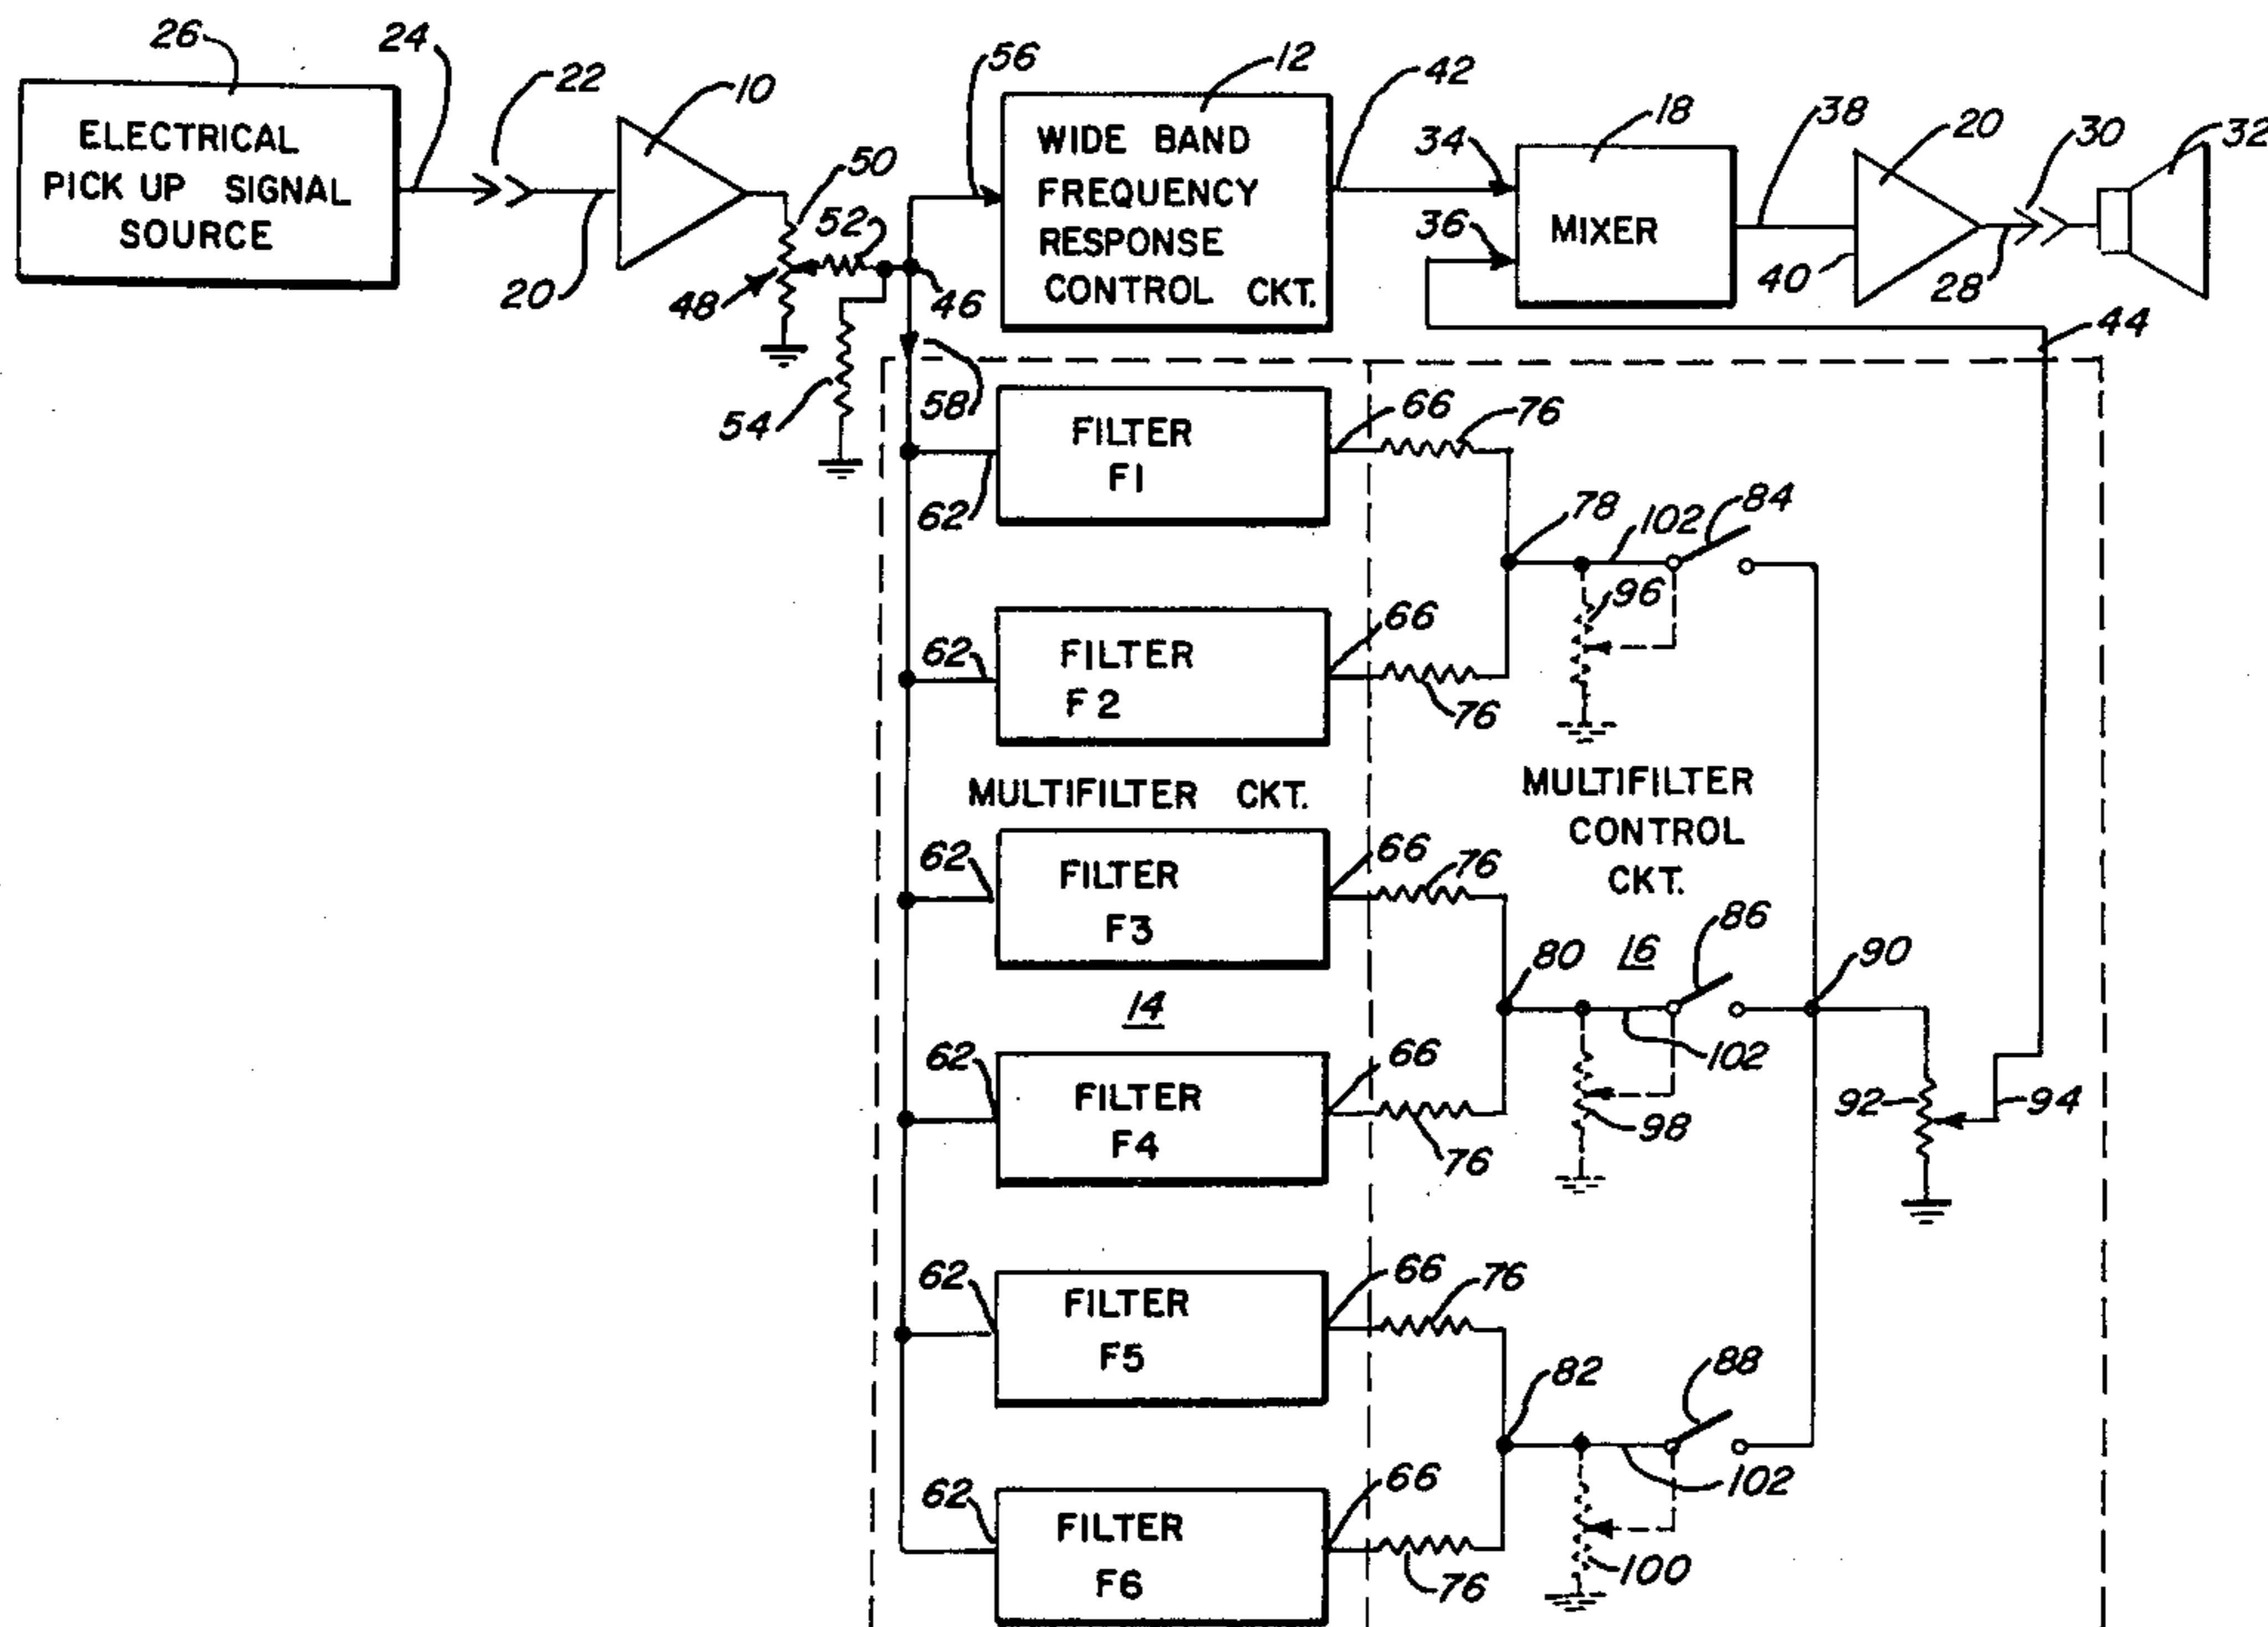 26
24
22
10
56
12
42
34
18
38
20
30
32
ELECTRICAL
PICK UP SIGNAL
SOURCE
20
50
52
48
46
WIDE BAND
FREQUENCY
RESPONSE
CONTROL CKT.
36
MIXER
40
28
44
54
58
62
FILTER
F1
66
76
78
102
84
96
62
FILTER
F2
66
76
MULTIFILTER CKT.
MULTIFILTER
CONTROL
CKT.
62
FILTER
F3
66
76
80
16
86
90
14
102
62
FILTER
F4
66
76
98
92
94
62
FILTER
F5
66
76
82
88
102
62
FILTER
F6
66
76
100